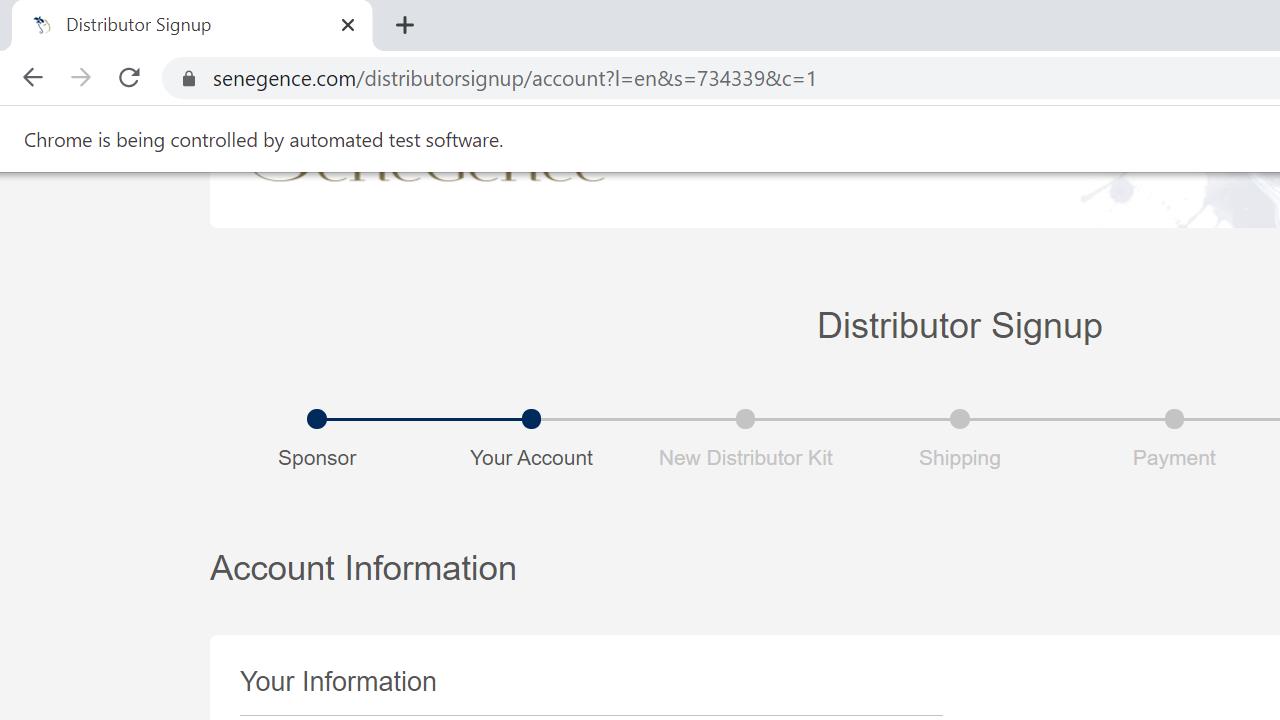 Distributor Signup
senegence.com/distributorsignup/account?l=en&s=734339&c=1
Chrome is being controlled by automated test software.
Distributor Signup
Sponsor
Your Account
New Distributor Kit
Shipping
Payment
Account Information
Your Information